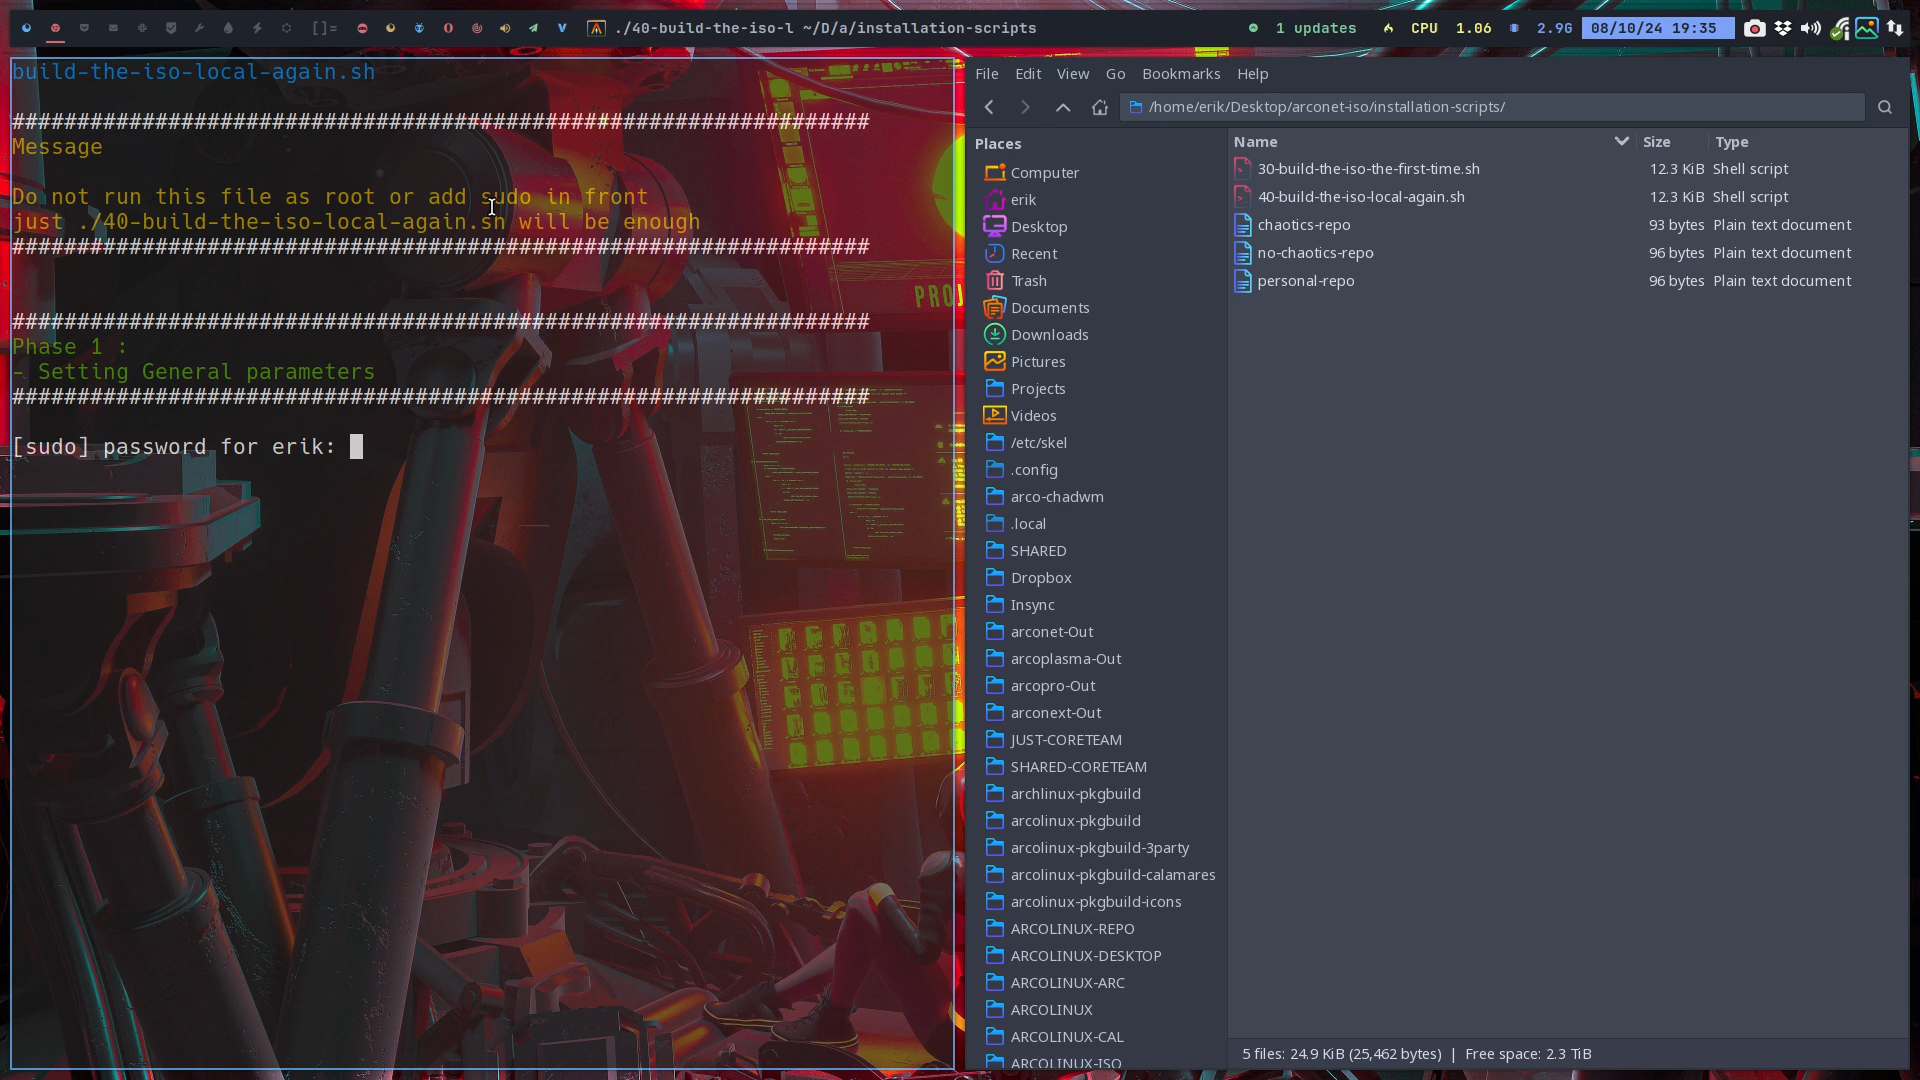 []=
./40-build-the-iso-l ~/D/a/installation-scripts
1 updates
CPU 1.06
2.9G
08/10/24 19:35
build-the-iso-local-again.sh
##################################################################
Message
Do not run this file as root or add sudo in front
just ./40-build-the-iso-local-again.sh will be enough
##################################################################
##################################################################
Phase 1 :
- Setting General parameters
##################################################################
[sudo] password for erik:
File Edit View Go Bookmarks Help
/home/erik/Desktop/arconet-iso/installation-scripts/
Places
Computer
erik
Desktop
Recent
Trash
Documents
Downloads
Pictures
Projects
Videos
/etc/skel
.config
arco-chadwm
.local
SHARED
Dropbox
Insync
arconet-Out
arcoplasma-Out
arcopro-Out
arconext-Out
JUST-CORETEAM
SHARED-CORETEAM
archlinux-pkgbuild
arcolinux-pkgbuild
arcolinux-pkgbuild-3party
arcolinux-pkgbuild-calamares
arcolinux-pkgbuild-icons
ARCOLINUX-REPO
ARCOLINUX-DESKTOP
ARCOLINUX-ARC
ARCOLINUX
ARCOLINUX-CAL
ARCOLINUX-ISO
Name Size Type
30-build-the-iso-the-first-time.sh 12.3 KiB Shell script
40-build-the-iso-local-again.sh 12.3 KiB Shell script
chaotics-repo 93 bytes Plain text document
no-chaotics-repo 96 bytes Plain text document
personal-repo 96 bytes Plain text document
5 files: 24.9 KiB (25,462 bytes) | Free space: 2.3 TiB
PROJ